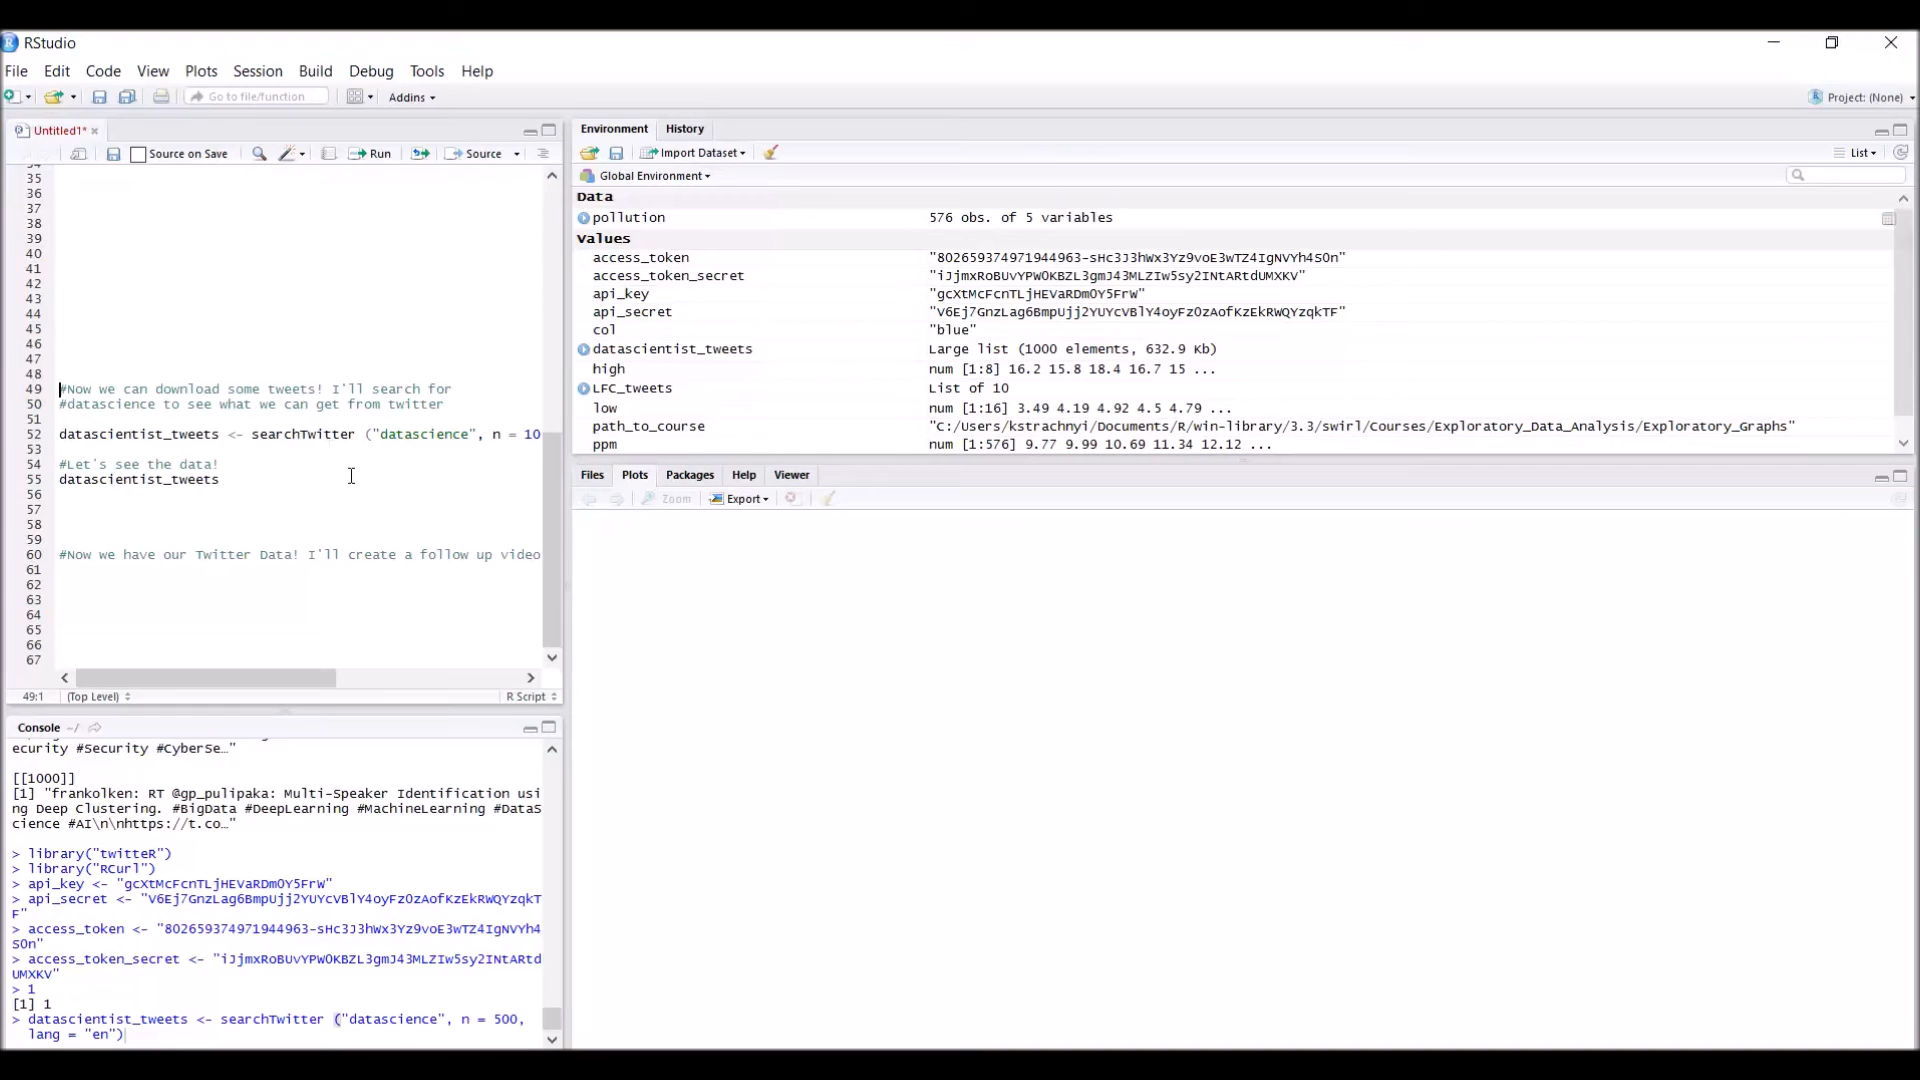 RStudio
File Edit Code View Plots Session Build Debug Tools Help
Go to file/function Addins Project: (None)
Untitled1*
Source on Save Run Source
35
36
37
38
39
40
41
42
43
44
45
46
47
48
49 #Now we can download some tweets! I'll search for
50 #datascience to see what we can get from twitter
51
52 datascientist_tweets <- searchTwitter ("datascience", n = 10
53
54 #Let's see the data!
55 datascientist_tweets
56
57
58
59
60 #Now we have our Twitter Data! I'll create a follow up video
61
62
63
64
65
66
67
49:1 (Top Level) R Script
Console ~/
ecurity #Security #CyberSe…"
[[1000]]
[1] "frankolken: RT @gp_pulipaka: Multi-Speaker Identification usi
ng Deep Clustering. #BigData #DeepLearning #MachineLearning #DataS
cience #AI\n\nhttps://t.co…"
> library("twitteR")
> library("RCurl")
> api_key <- "gcXtMcFcnTLjHEVaRDmOY5FrW"
> api_secret <- "V6Ej7GnzLag6BmpUjj2YUYcVBlY4oyFzOzAofKzEkRWQYzqkT
F"
> access_token <- "802659374971944963-sHc3J3hWx3Yz9voE3wTZ4IgNVYh4
SOn"
> access_token_secret <- "iJjmxRoBUvYPWOKBZL3gmJ43MLZIw5sy2INtARtd
UMXKV"
> 1
[1] 1
> datascientist_tweets <- searchTwitter ("datascience", n = 500,
lang = "en")
Environment History
Import Dataset List
Global Environment
Data
pollution 576 obs. of 5 variables
Values
access_token "802659374971944963-sHc3J3hWx3Yz9voE3wTZ4IgNVYh4SOn"
access_token_secret "iJjmxRoBUvYPWOKBZL3gmJ43MLZIw5sy2INtARtdUMXKV"
api_key "gcXtMcFcnTLjHEVaRDmOY5FrW"
api_secret "V6Ej7GnzLag6BmpUjj2YUYcVBlY4oyFzOzAofKzEkRWQYzqkTF"
col "blue"
datascientist_tweets Large list (1000 elements, 632.9 Kb)
high num [1:8] 16.2 15.8 18.4 16.7 15 ...
LFC_tweets List of 10
low num [1:16] 3.49 4.19 4.92 4.5 4.79 ...
path_to_course "C:/Users/kstrachnyi/Documents/R/win-library/3.3/swirl/Courses/Exploratory_Data_Analysis/Exploratory_Graphs"
ppm num [1:576] 9.77 9.99 10.69 11.34 12.12 ...
Files Plots Packages Help Viewer
Zoom Export